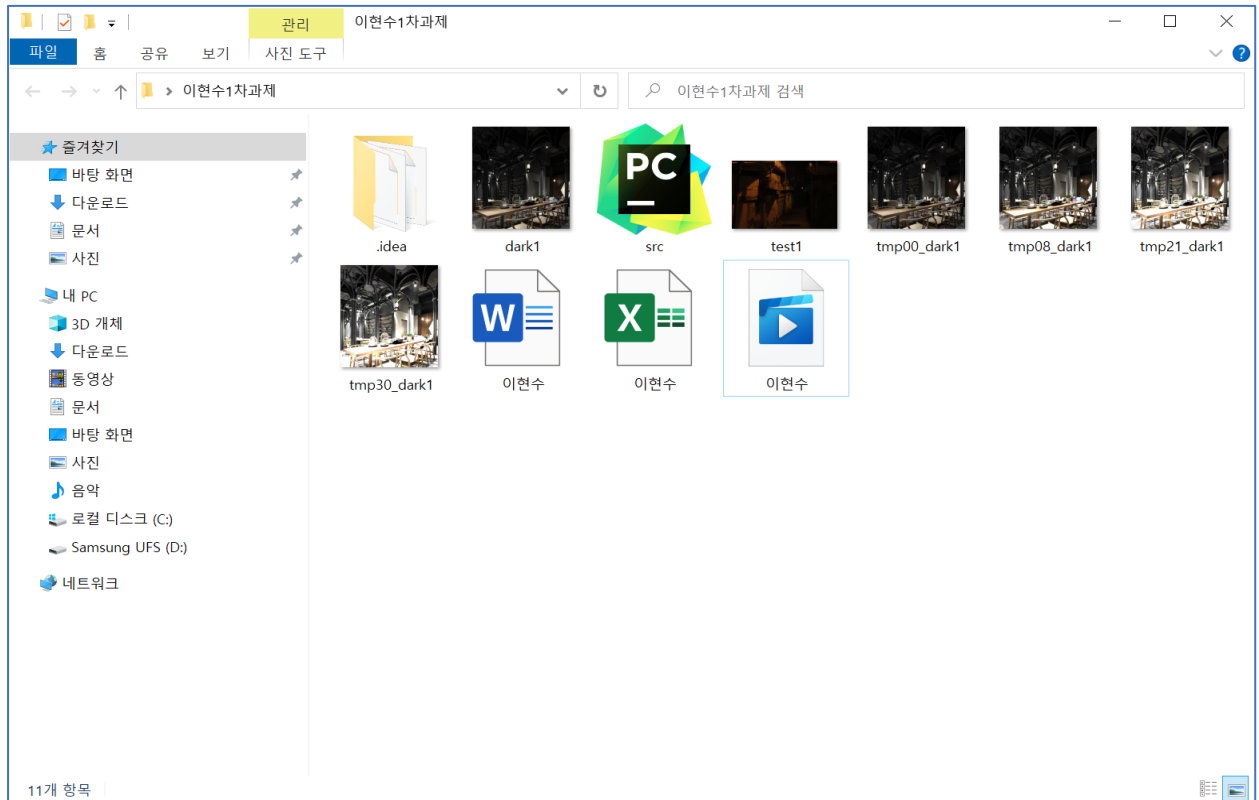 관리
이현수1차과제
파일
홈
공유
보기
사진 도구
이현수1차과제
이현수1차과제 검색
즐겨찾기
바탕 화면
다운로드
문서
사진
내 PC
3D 개체
다운로드
동영상
문서
바탕 화면
사진
음악
로컬 디스크 (C:)
Samsung UFS (D:)
네트워크
PC
.idea
dark1
src
test1
tmp00_dark1
tmp08_dark1
tmp21_dark1
W
X
tmp30_dark1
이현수
이현수
이현수
11개 항목